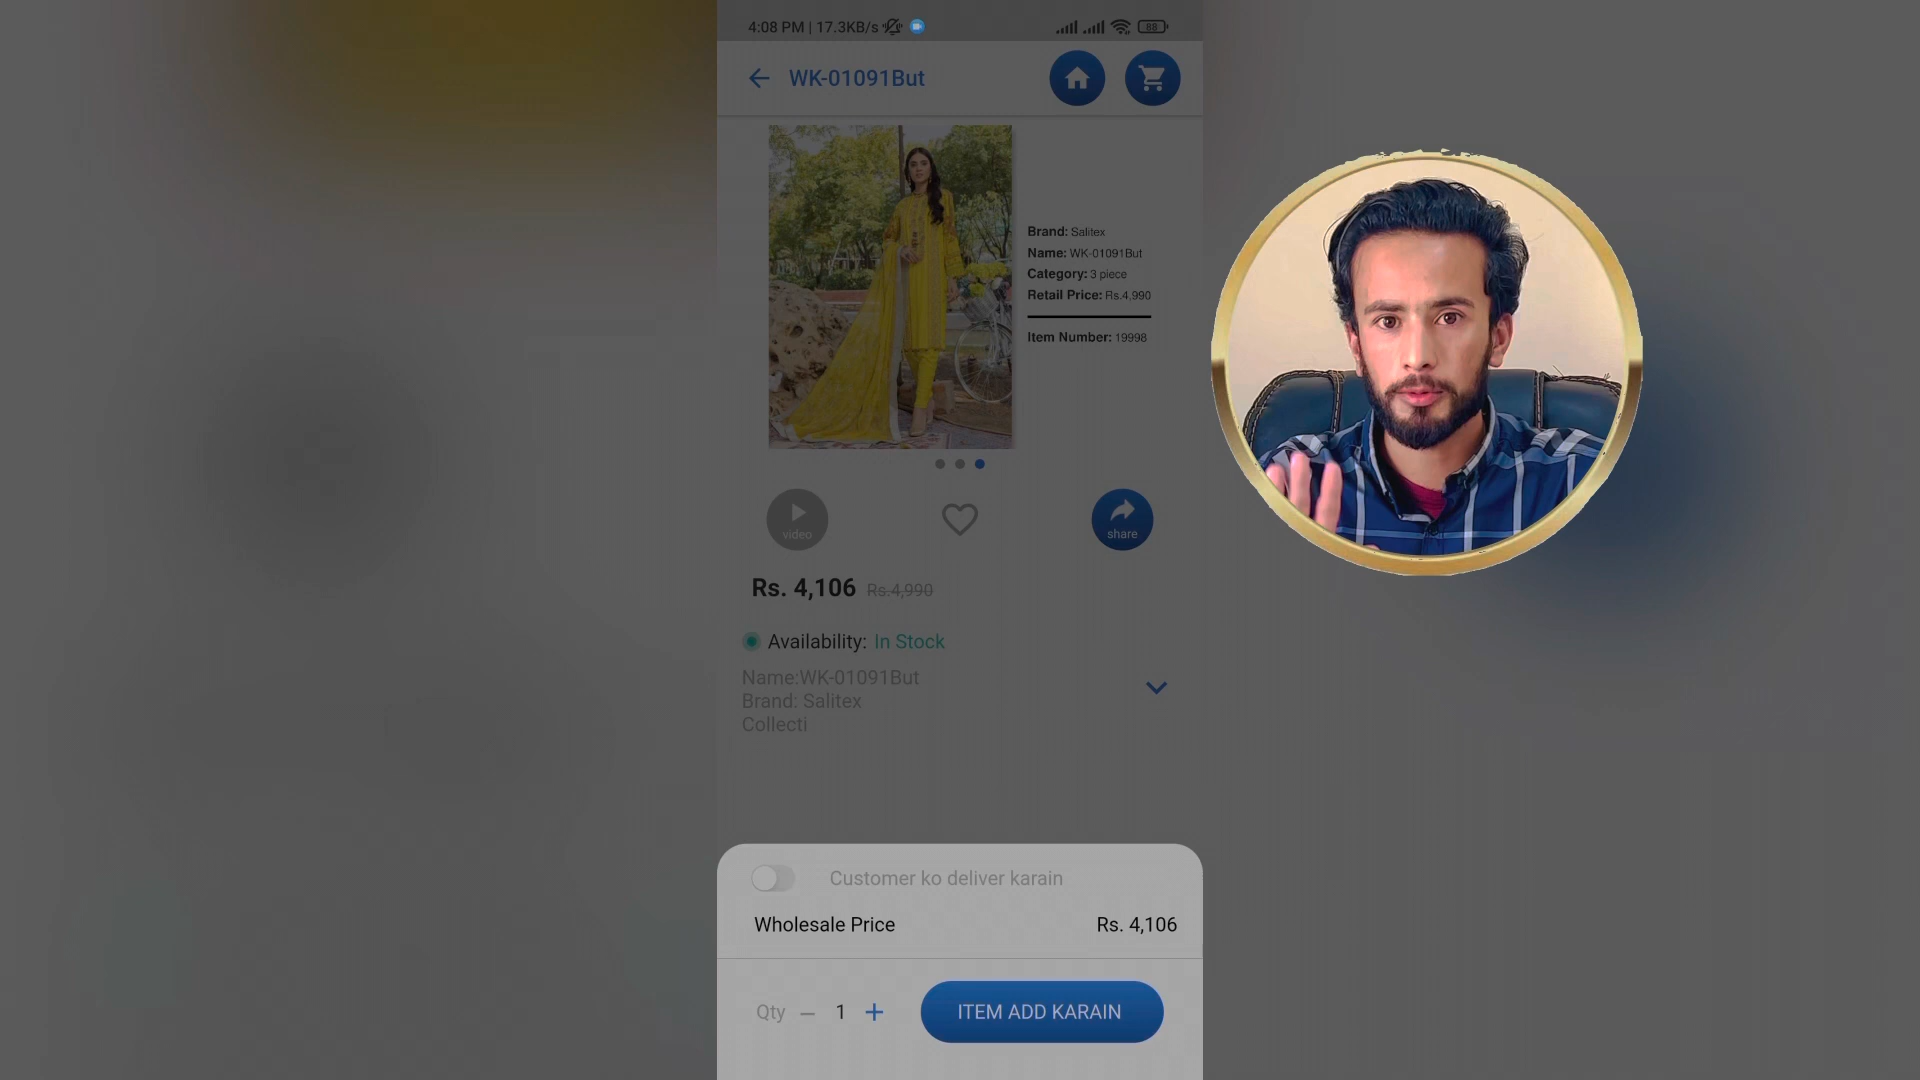 4:08 PM | 17.3KB/s
88
WK-01091But
Brand: Salitex
Name: WK-01091But
Category: 3 piece
Retail Price: Rs.4.990
Item Number: 19998
video
share
Rs. 4,106 Rs.4,990
Availability: In Stock
Name:WK-01091But
Brand: Salitex
Collecti
Customer ko deliver karain
Wholesale Price Rs. 4,106
Qty 1 ITEM ADD KARAIN